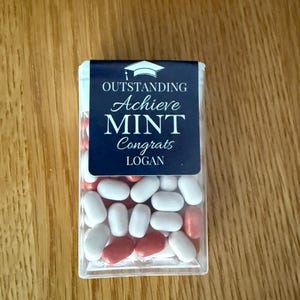 OUTSTANDING
Achieve
MINT
Congrats
LOGAN